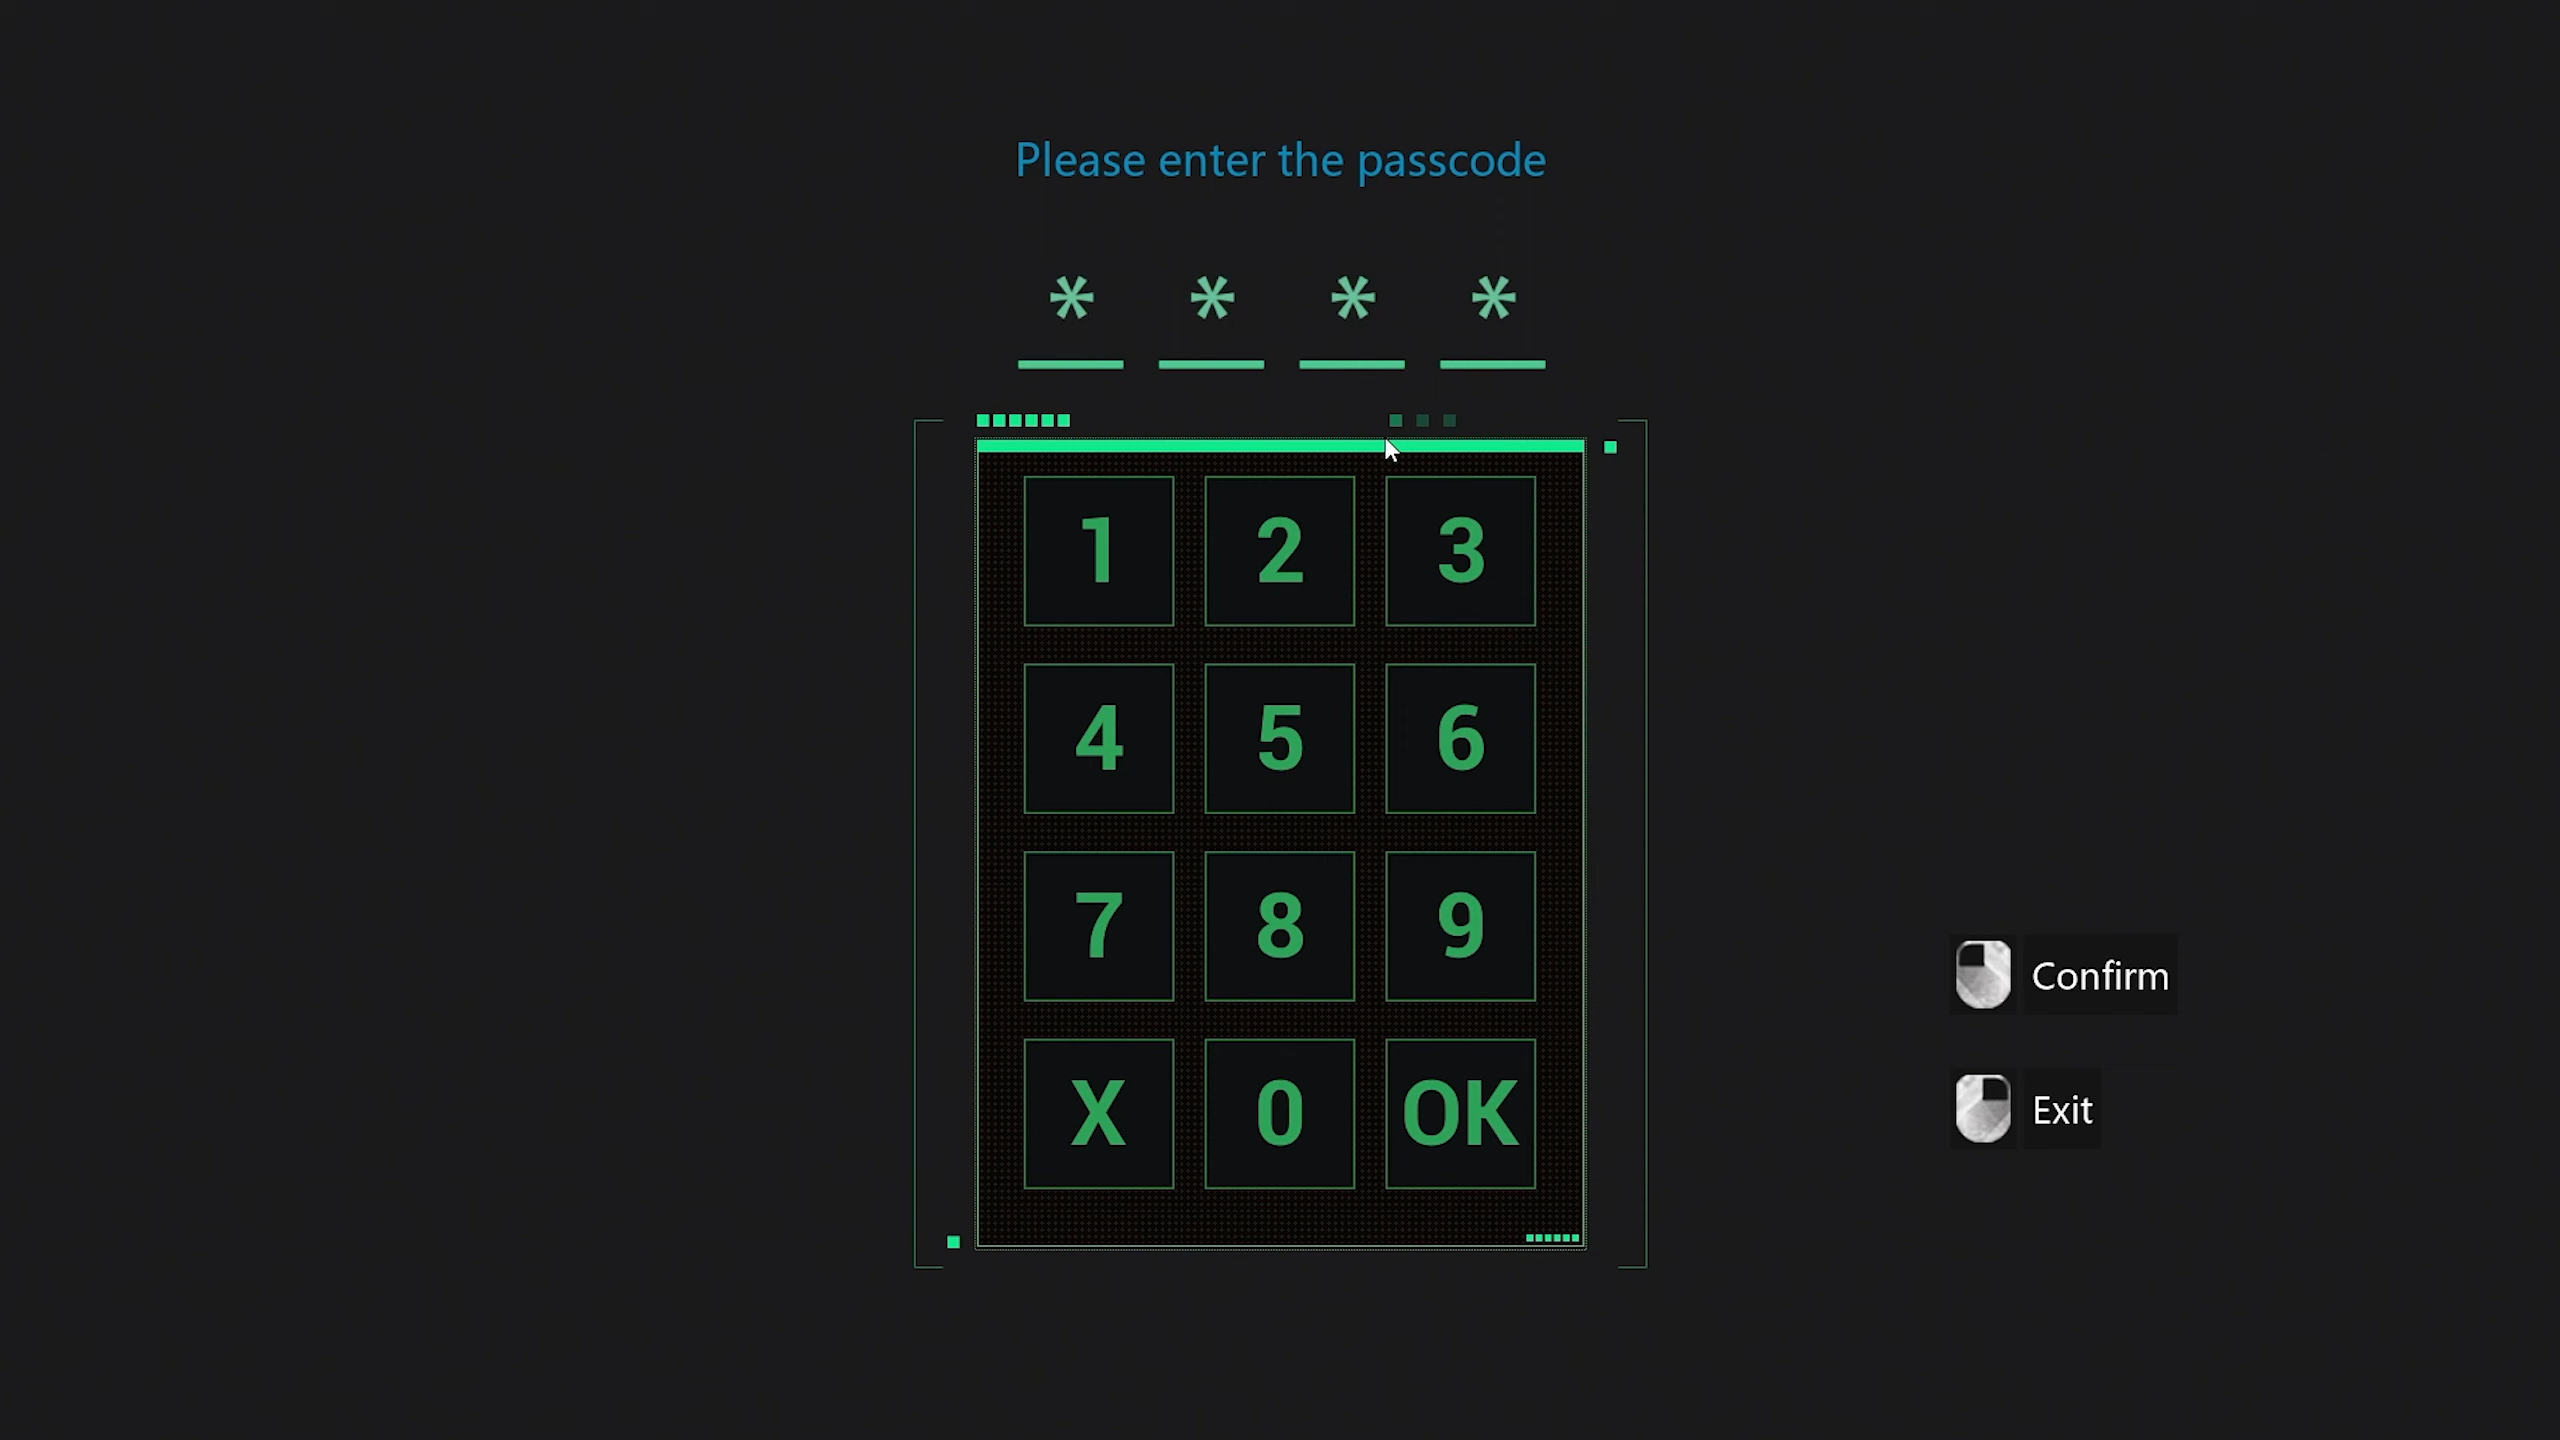 Please enter the passcode
* * * *
1 2 3
4 5 6
7 8 9
X 0 OK
Confirm
Exit